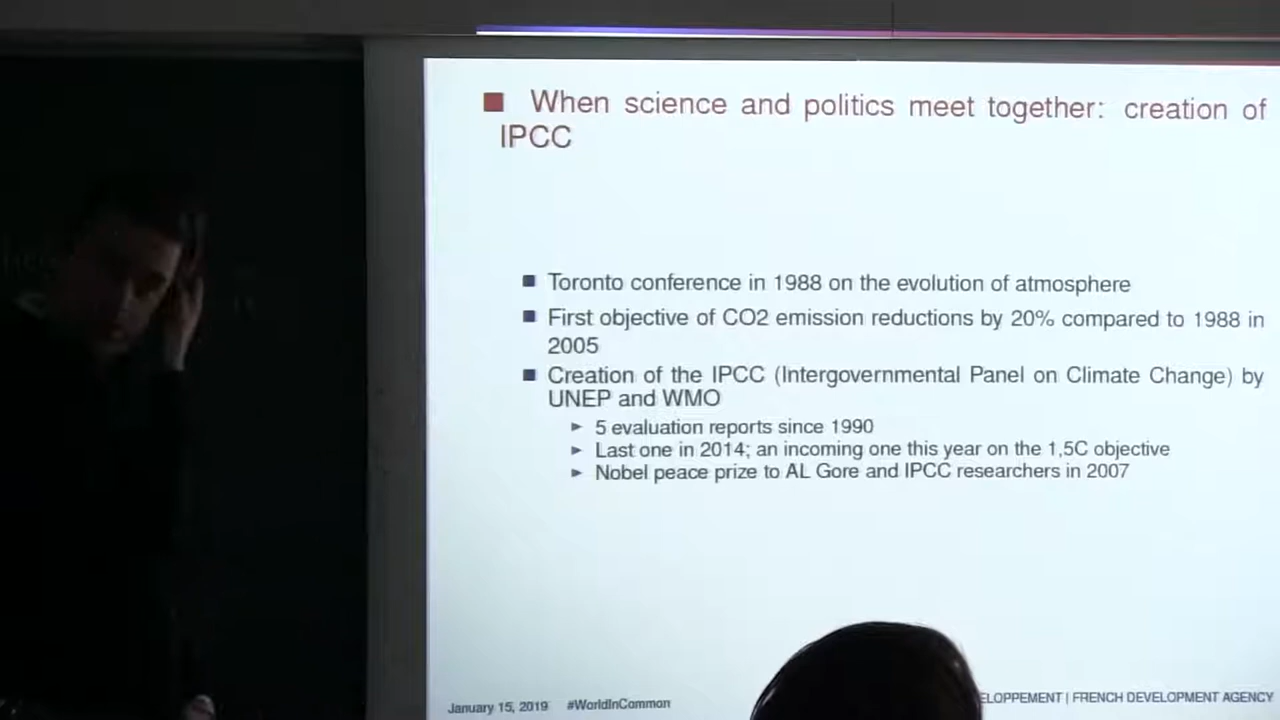 When science and politics meet together: creation of
IPCC
Toronto conference in 1988 on the evolution of atmosphere
First objective of CO2 emission reductions by 20% compared to 1988 in
2005
Creation of the IPCC (Intergovernmental Panel on Climate Change) by
UNEP and WMO
5 evaluation reports since 1990
Last one in 2014; an incoming one this year on the 1,5C objective
Nobel peace prize to AL Gore and IPCC researchers in 2007
January 15, 2019 #WorldInCommon ELOPPEMENT | FRENCH DEVELOPMENT AGENCY